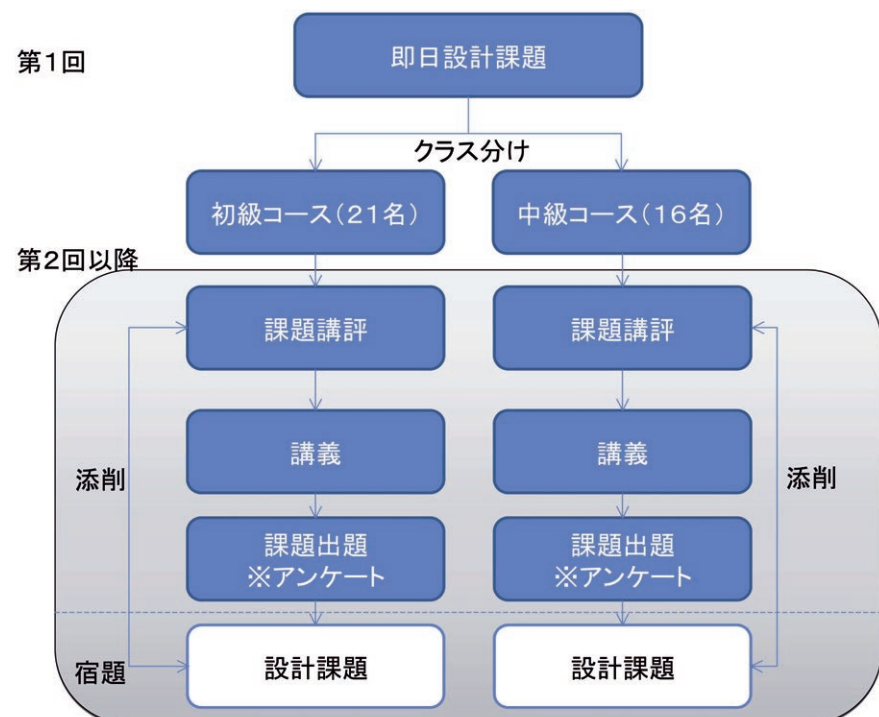 第1回
即日設計課題
クラス分け
初級コース(21名)
中級コース(16名)
第2回以降
課題講評
課題講評
講義
講義
添削
添削
課題出題
※アンケート
課題出題
※アンケート
宿題
設計課題
設計課題